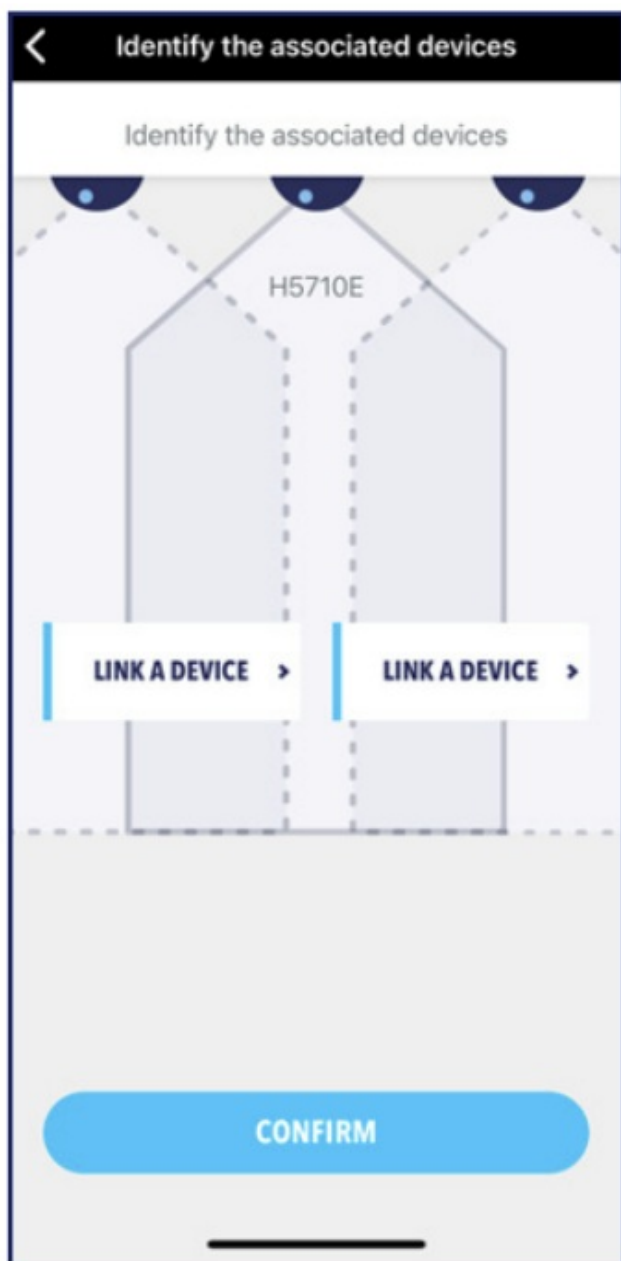 Identify the associated devices
Identify the associated devices
H5710E
LINK A DEVICE >
LINK A DEVICE >
CONFIRM